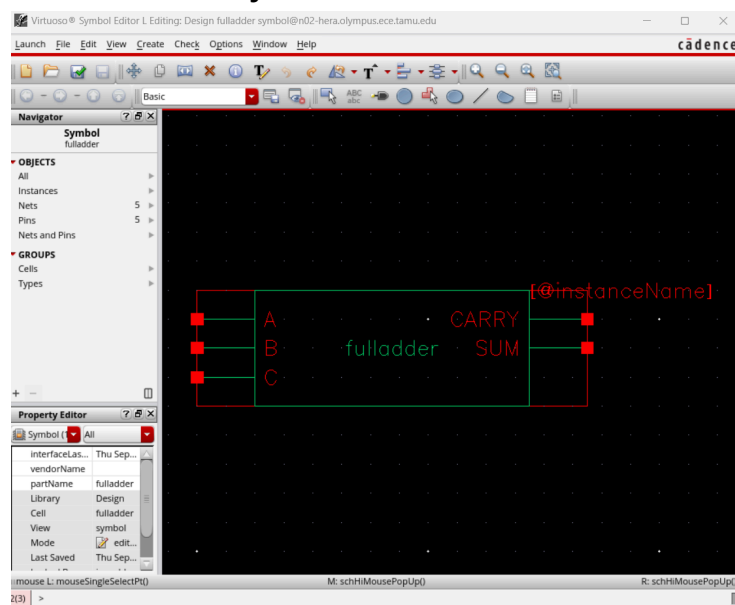 Virtuoso® Symbol Editor L Editing: Design fulladder symbol@n02-hera.olympus.ece.tamu.edu
Launch File Edit View Create Check Options Window Help
cādence
Basic
ABC
abc
Navigator
Symbol
fulladder
OBJECTS
All
Instances
Nets 5
Pins 5
Nets and Pins
GROUPS
Cells
Types
[@instanceName]
A CARRY
B fulladder SUM
C
Property Editor
Symbol (1 All
interfaceLas... Thu Sep...
vendorName
partName fulladder
Library Design
Cell fulladder
View symbol
Mode edit...
Last Saved Thu Sep...
mouse L: mouseSingleSelectPt() M: schHiMousePopUp() R: schHiMousePopUp(
2(3) >